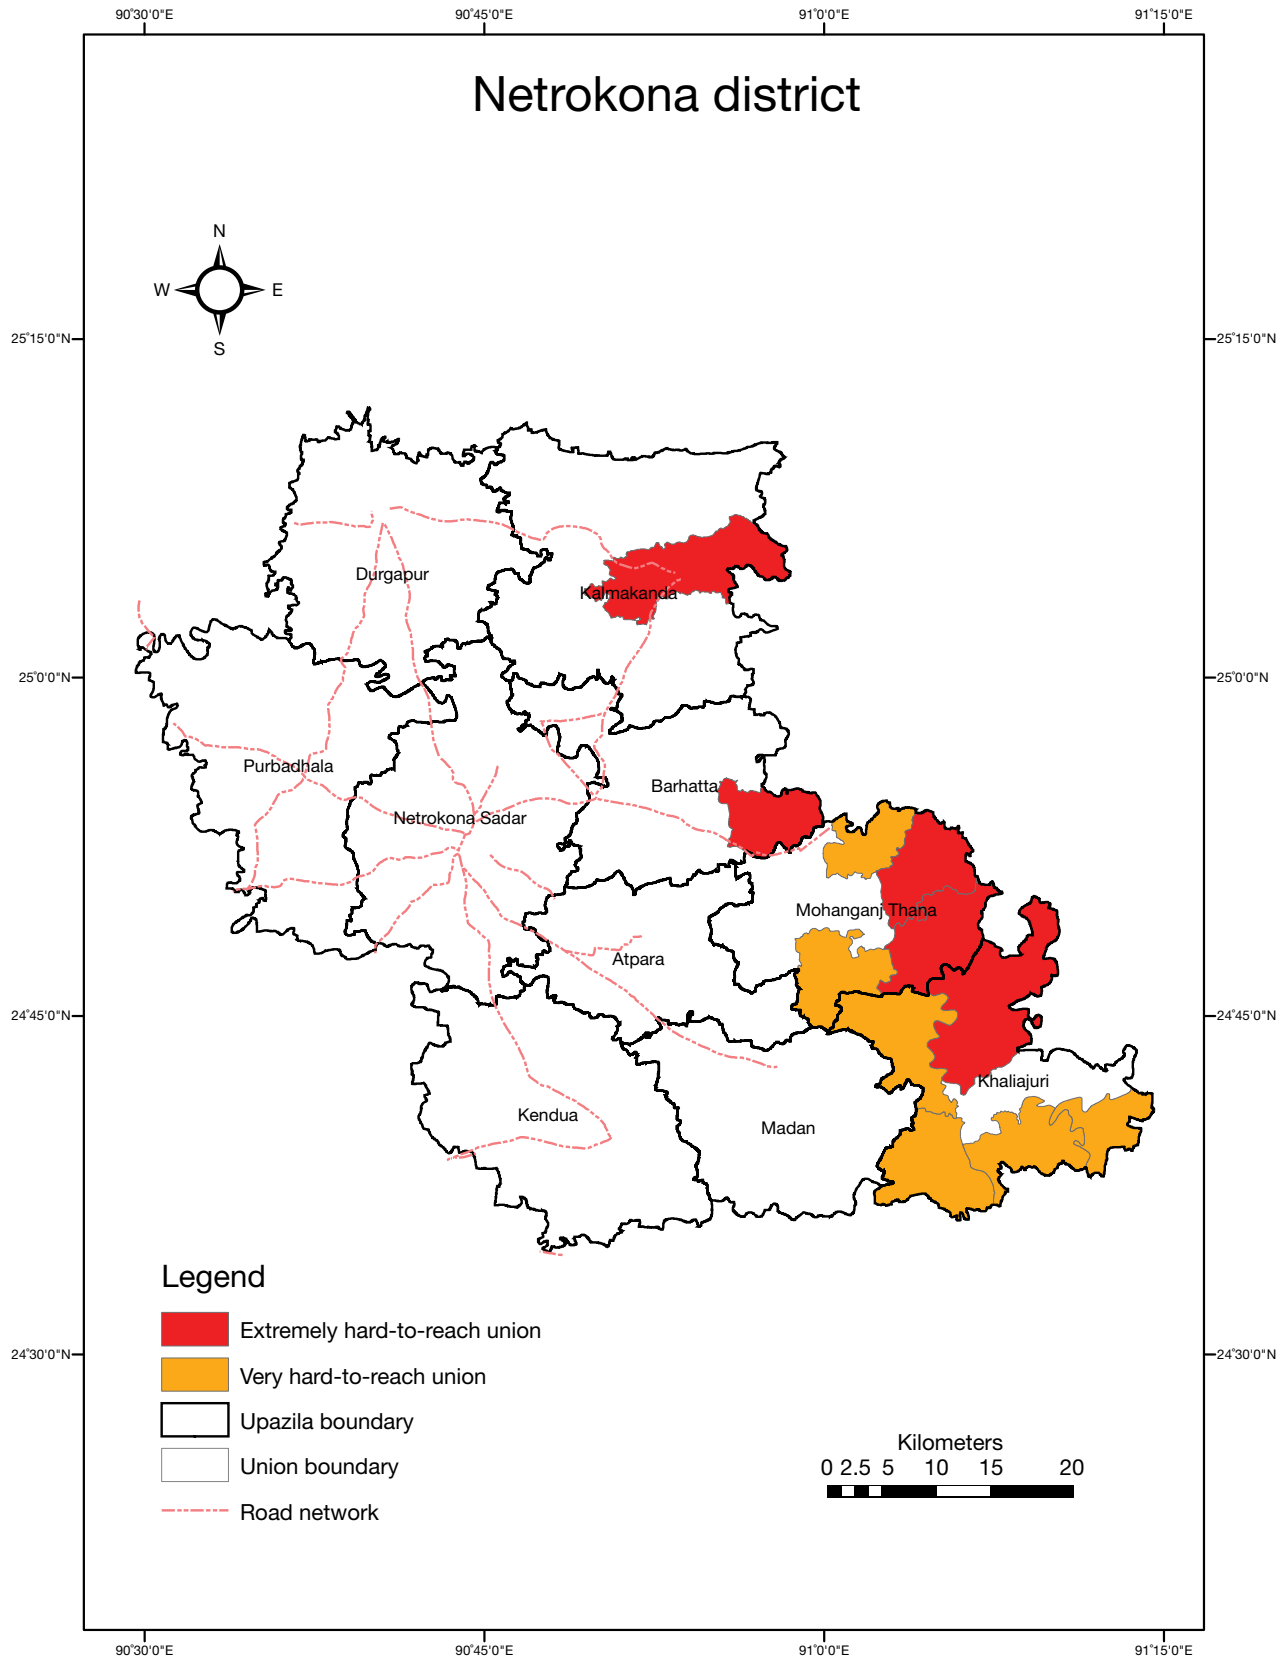 90°30'0"E 90°45'0"E 91°0'0"E 91°15'0"E
Netrokona district
N
W E
S
25°15'0"N 25°15'0"N
Durgapur
Kalmakanda
25°0'0"N 25°0'0"N
Purbadhala
Barhatta
Netrokona Sadar
Mohanganj Thana
Atpara
24°45'0"N 24°45'0"N
Khaliajuri
Kendua
Madan
Legend
Extremely hard-to-reach union
24°30'0"N 24°30'0"N
Very hard-to-reach union
Upazila boundary
Kilometers
Union boundary
0 2.5 5 10 15 20
Road network
90°30'0"E 90°45'0"E 91°0'0"E 91°15'0"E